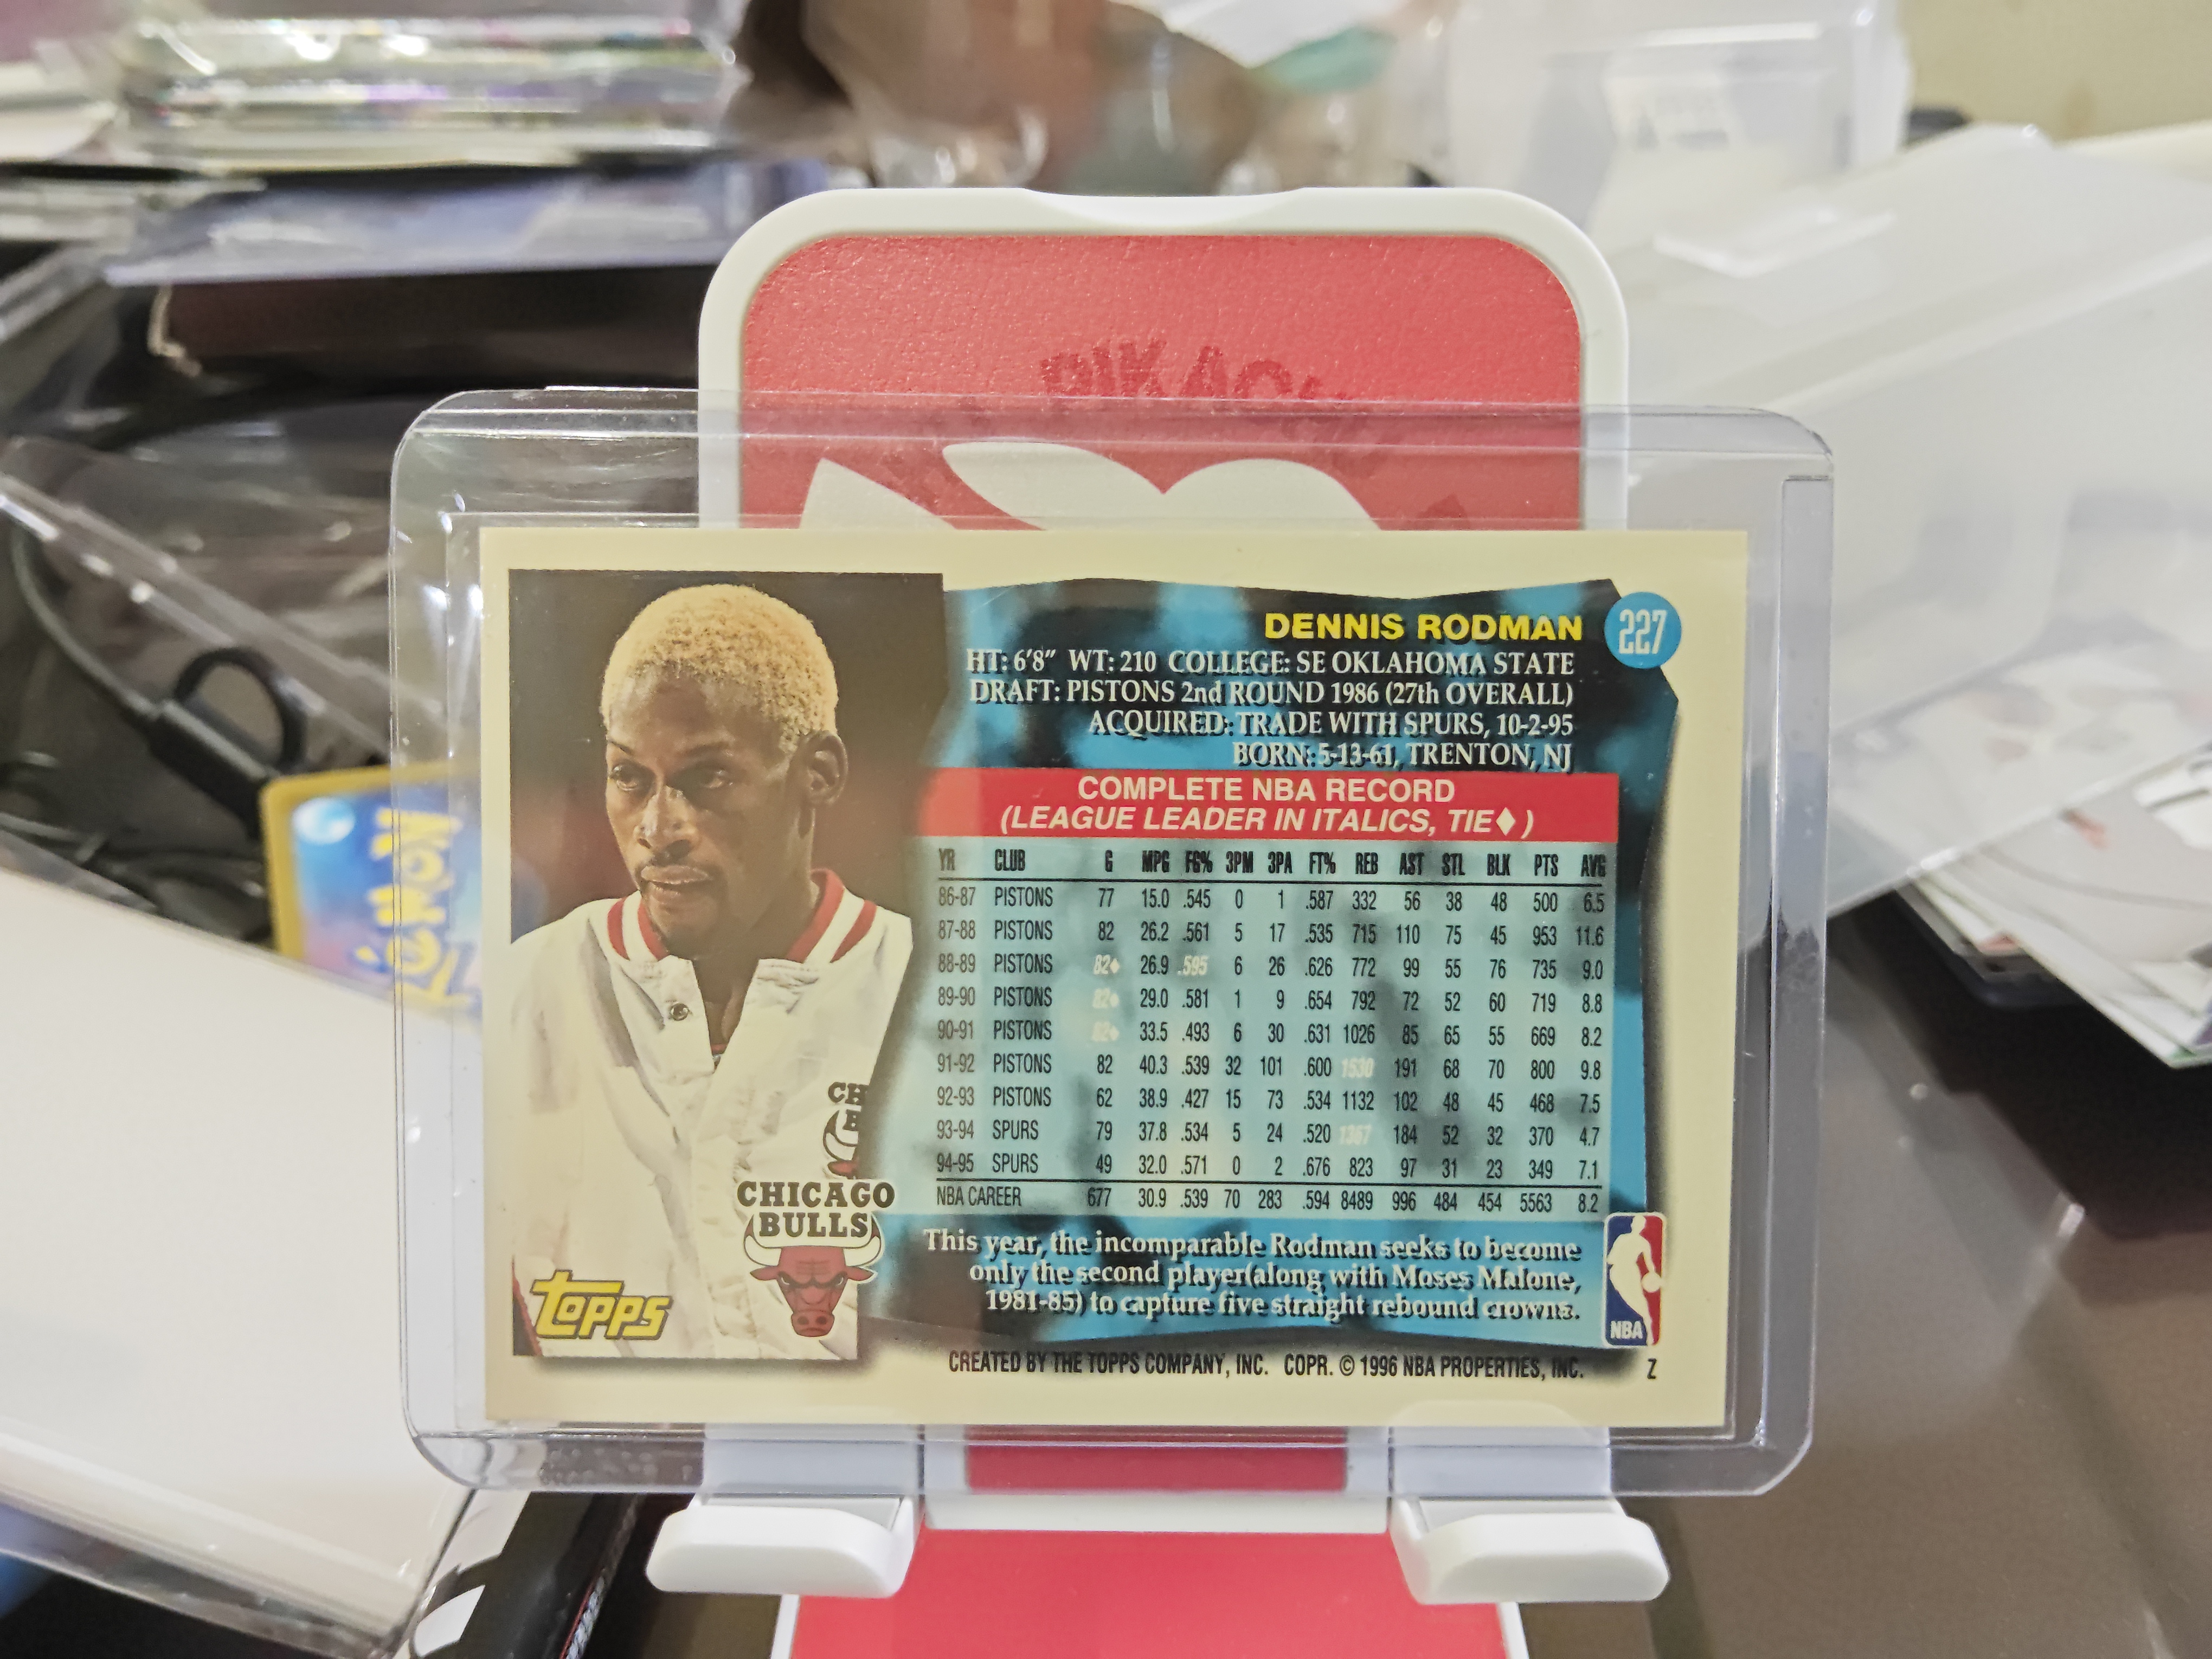 PIKACHU
POKÉMON
DENNIS RODMAN
227
HT: 6'8" WT: 210 COLLEGE: SE OKLAHOMA STATE
DRAFT: PISTONS 2nd ROUND 1986 (27th OVERALL)
ACQUIRED: TRADE WITH SPURS, 10-2-95
BORN: 5-13-61, TRENTON, NJ
COMPLETE NBA RECORD
(LEAGUE LEADER IN ITALICS, TIE♦)
YR CLUB G MPG FG% 3PM 3PA FT% REB AST STL BLK PTS AVG
86-87 PISTONS 77 15.0 .545 0 1 .587 332 56 38 48 500 6.5
87-88 PISTONS 82 26.2 .561 5 17 .535 715 110 75 45 953 11.6
88-89 PISTONS 82♦ 26.9 .595 6 26 .626 772 99 55 76 735 9.0
89-90 PISTONS 82♦ 29.0 .581 1 9 .654 792 72 52 60 719 8.8
90-91 PISTONS 82♦ 33.5 .493 6 30 .631 1026 85 65 55 669 8.2
91-92 PISTONS 82 40.3 .539 32 101 .600 1530 191 68 70 800 9.8
92-93 PISTONS 62 38.9 .427 15 73 .534 1132 102 48 45 468 7.5
93-94 SPURS 79 37.8 .534 5 24 .520 1367 184 52 32 370 4.7
94-95 SPURS 49 32.0 .571 0 2 .676 823 97 31 23 349 7.1
NBA CAREER 677 30.9 .539 70 283 .594 8489 996 484 454 5563 8.2
CHICAGO
BULLS
TOPPS
This year, the incomparable Rodman seeks to become
only the second player(along with Moses Malone,
1981-85) to capture five straight rebound crowns.
NBA
CREATED BY THE TOPPS COMPANY, INC. COPR. © 1996 NBA PROPERTIES, INC. Z